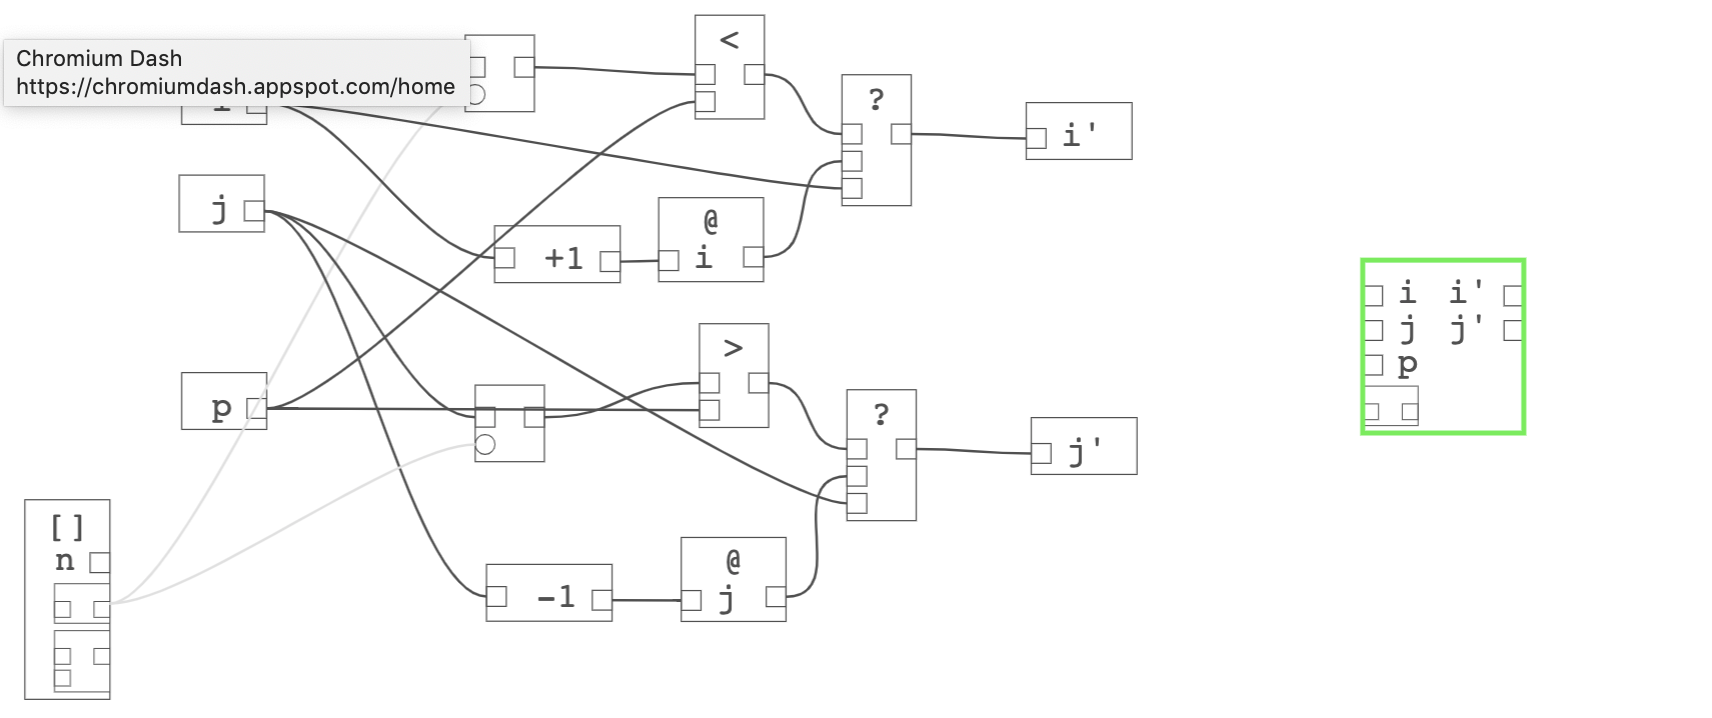 Chromium Dash
https://chromiumdash.appspot.com/home
<
?
i'
j
@
+1
i
i i'
j j'
p
>
p
?
j'
[]
n
@
-1
j